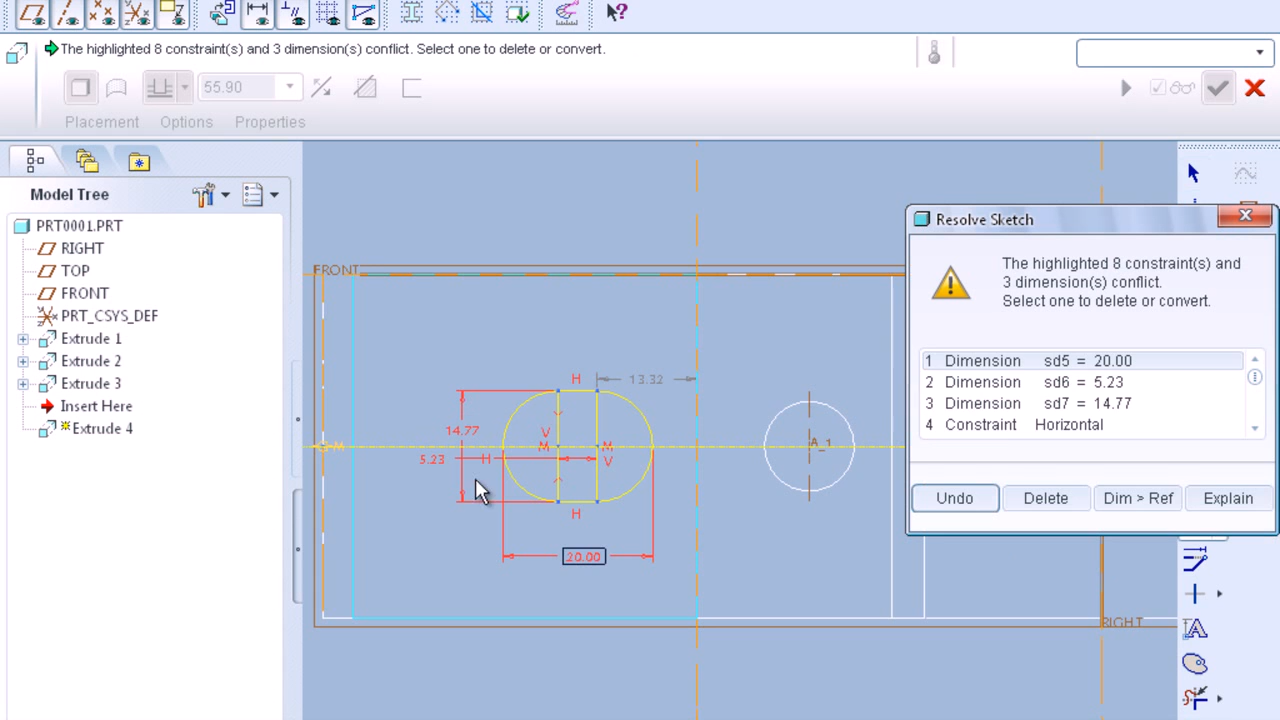 The highlighted 8 constraint(s) and 3 dimension(s) conflict. Select one to delete or convert.
55.90
Placement Options Properties
Model Tree
PRT0001.PRT
RIGHT
TOP
FRONT
PRT_CSYS_DEF
Extrude 1
Extrude 2
Extrude 3
Insert Here
Extrude 4
FRONT
H
13.32
14.77
V
M
M
5.23
H
V
H
20.00
A_1
RIGHT
Resolve Sketch
The highlighted 8 constraint(s) and
3 dimension(s) conflict.
Select one to delete or convert.
1 Dimension sd5 = 20.00
2 Dimension sd6 = 5.23
3 Dimension sd7 = 14.77
4 Constraint Horizontal
Undo Delete Dim > Ref Explain